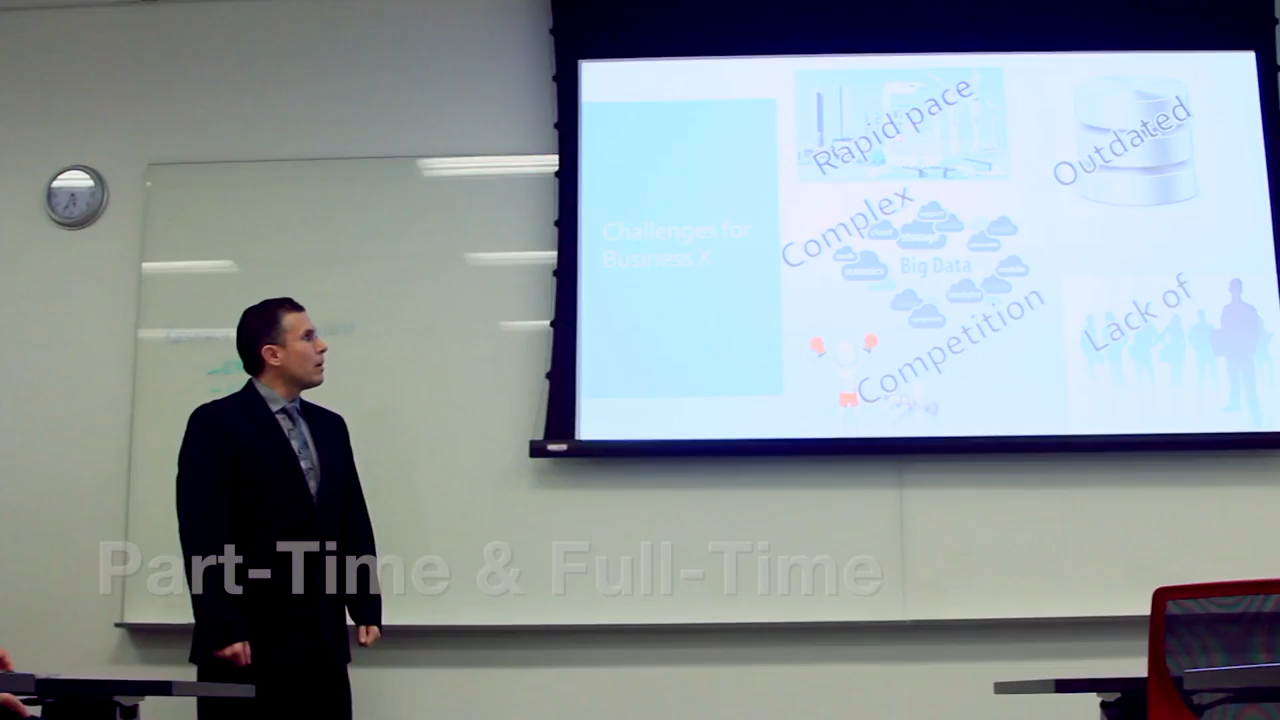 Challenges for
Business X
Rapid pace
Outdated
Complex
Big Data
Competition
Lack of
Part-Time & Full-Time